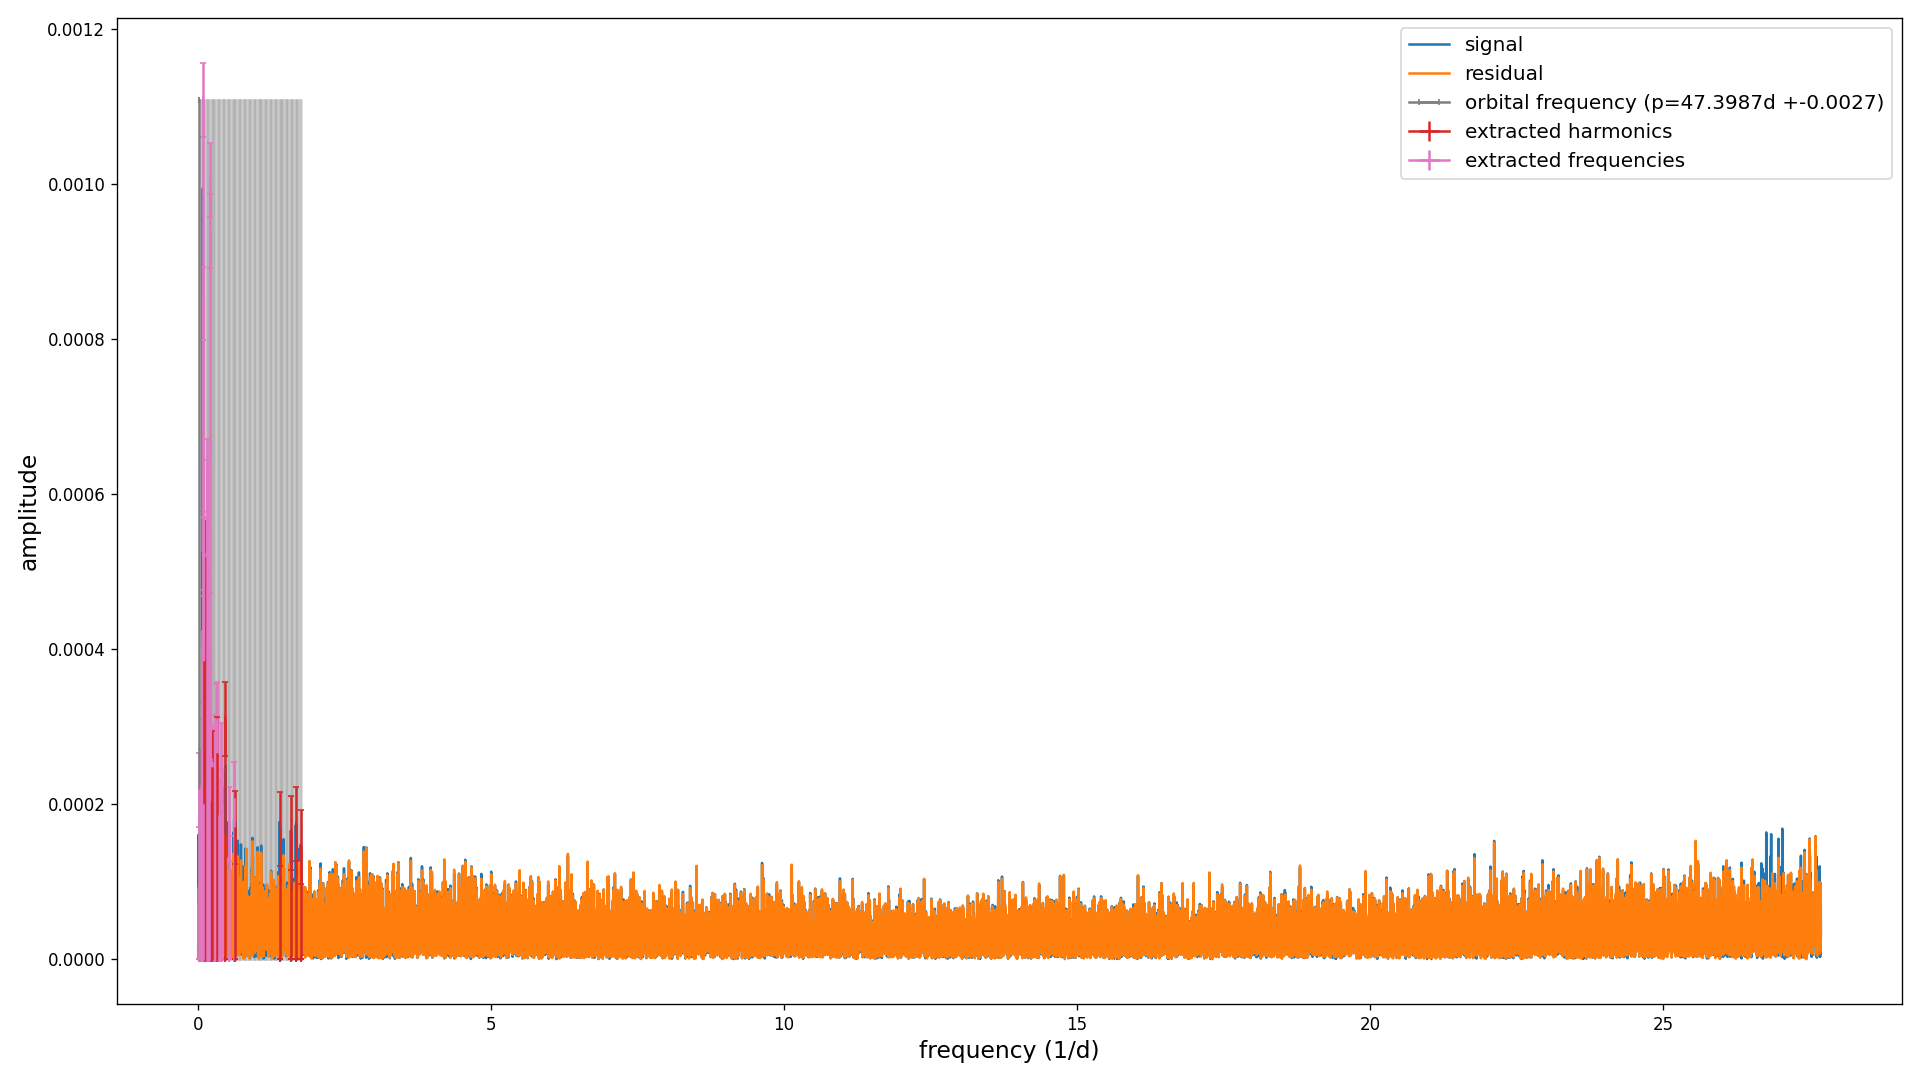 0.0012
0.0010
0.0008
0.0006
0.0004
0.0002
0.0000
amplitude
signal
residual
orbital frequency (p=47.3987d +-0.0027)
extracted harmonics
extracted frequencies
0
5
10
15
20
25
frequency (1/d)